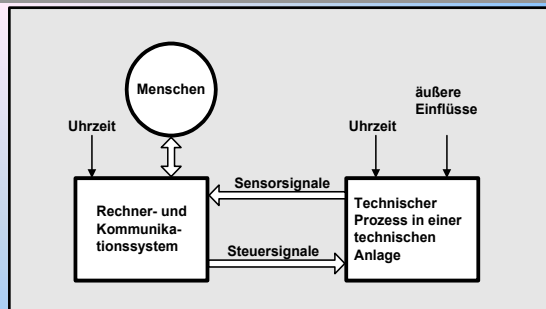 Menschen
äußere
Einflüsse
Uhrzeit
Uhrzeit
Sensorsignale
Rechner- und
Kommunika-
tionssystem
Technischer
Prozess in einer
technischen
Anlage
Steuersignale